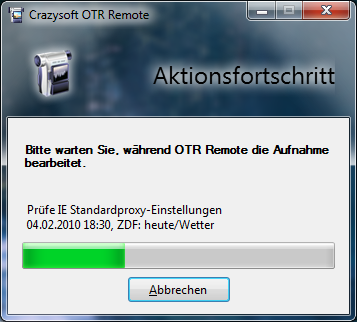 Crazysoft OTR Remote
Aktionsfortschritt
Bitte warten Sie, während OTR Remote die Aufnahme
bearbeitet.
Prüfe IE Standardproxy-Einstellungen
04.02.2010 18:30, ZDF: heute/Wetter
Abbrechen